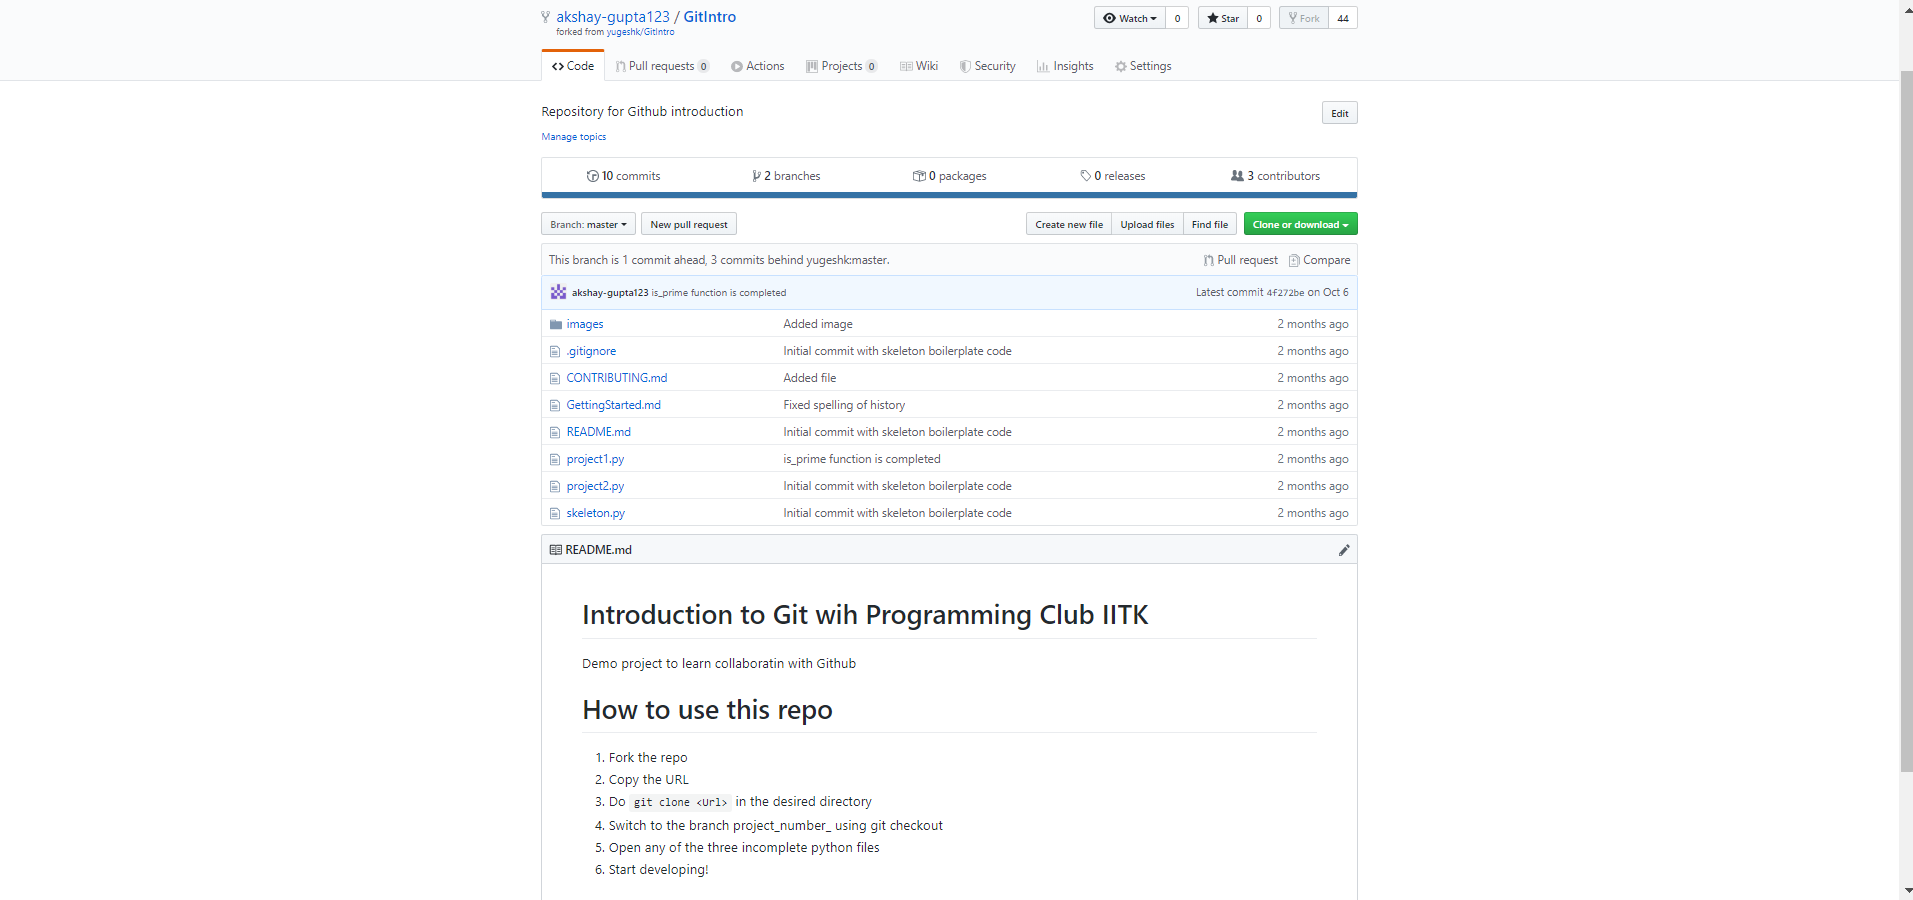 akshay-gupta123 / GitIntro
Watch 0 Star 0 Fork 44
forked from yugeshk/GitIntro
Code Pull requests 0 Actions Projects 0 Wiki Security Insights Settings
Repository for Github introduction Edit
Manage topics
10 commits 2 branches 0 packages 0 releases 3 contributors
Branch: master New pull request Create new file Upload files Find file Clone or download
This branch is 1 commit ahead, 3 commits behind yugeshk:master. Pull request Compare
akshay-gupta123 is_prime function is completed Latest commit 4f272be on Oct 6
images Added image 2 months ago
.gitignore Initial commit with skeleton boilerplate code 2 months ago
CONTRIBUTING.md Added file 2 months ago
GettingStarted.md Fixed spelling of history 2 months ago
README.md Initial commit with skeleton boilerplate code 2 months ago
project1.py is_prime function is completed 2 months ago
project2.py Initial commit with skeleton boilerplate code 2 months ago
skeleton.py Initial commit with skeleton boilerplate code 2 months ago
README.md
Introduction to Git wih Programming Club IITK
Demo project to learn collaboratin with Github
How to use this repo
1. Fork the repo
2. Copy the URL
3. Do git clone <Url> in the desired directory
4. Switch to the branch project_number_ using git checkout
5. Open any of the three incomplete python files
6. Start developing!